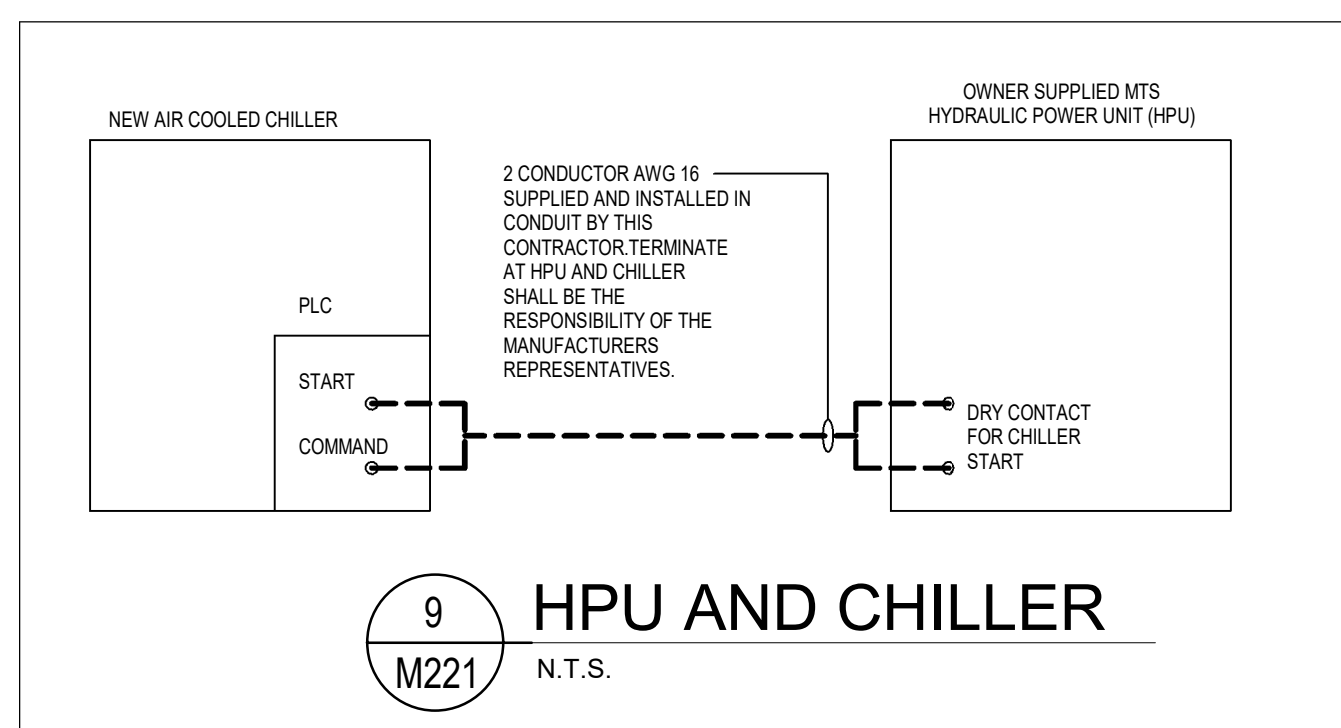 NEW AIR COOLED CHILLER
OWNER SUPPLIED MTS
HYDRAULIC POWER UNIT (HPU)
2 CONDUCTOR AWG 16
SUPPLIED AND INSTALLED IN
CONDUIT BY THIS
CONTRACTOR.TERMINATE
AT HPU AND CHILLER
SHALL BE THE
RESPONSIBILITY OF THE
MANUFACTURERS
REPRESENTATIVES.
PLC
START
COMMAND
DRY CONTACT
FOR CHILLER
START
9
M221
HPU AND CHILLER
N.T.S.